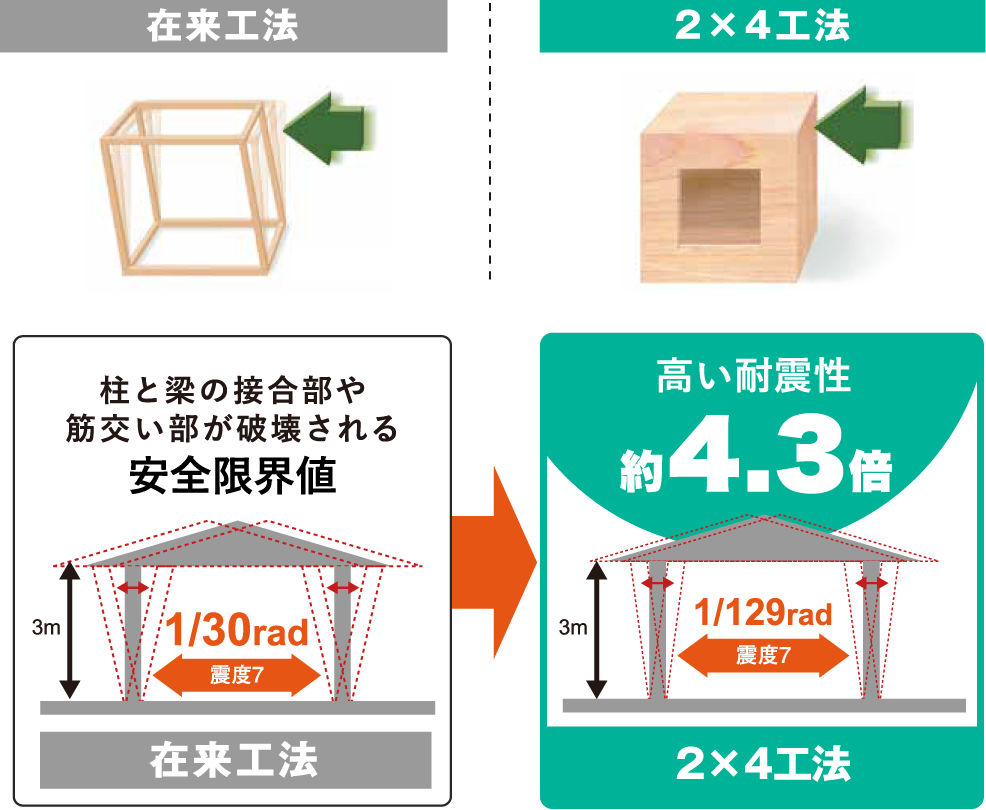 在来工法
2×4工法
柱と梁の接合部や
筋交い部が破壊される
安全限界値
3m
1/30rad
震度7
在来工法
高い耐震性
約4.3倍
3m
1/129rad
震度7
2×4工法